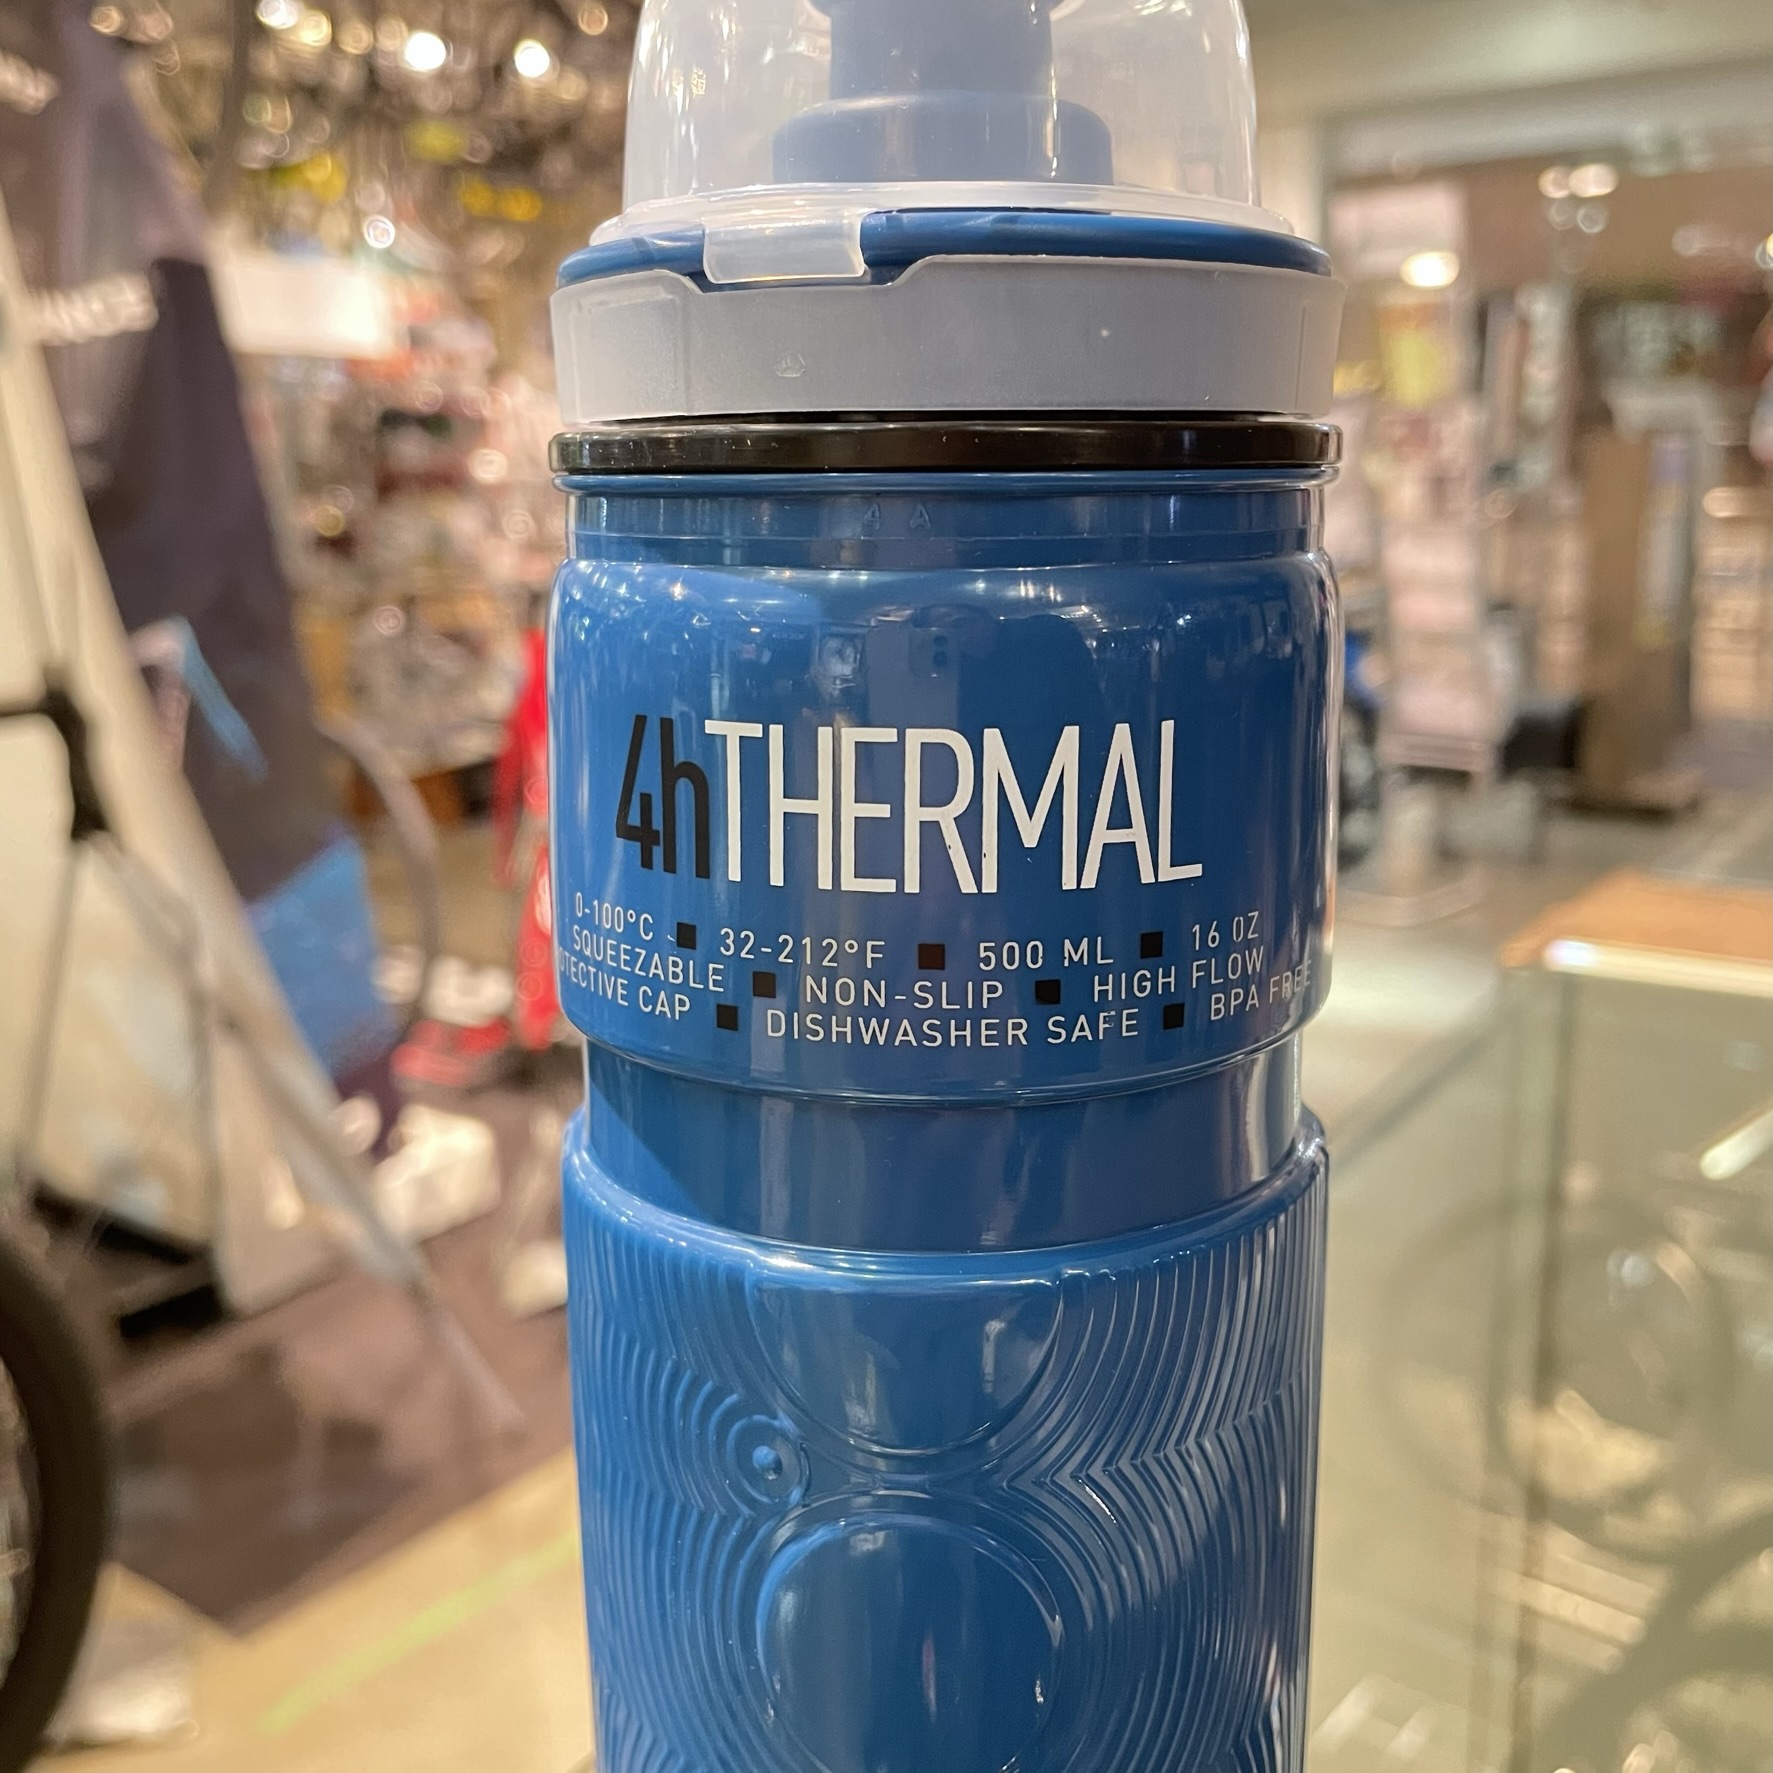 4hTHERMAL
0-100°C ■ 32-212°F ■ 500 ML ■ 16 OZ
SQUEEZABLE ■ NON-SLIP ■ HIGH FLOW
CAP ■ DISHWASHER SAFE ■ BPA FREE